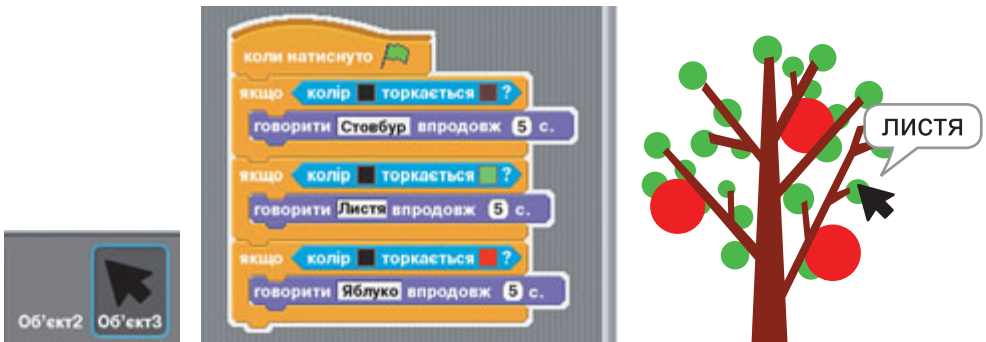 Об'єкт2 Об'єкт3
коли натиснуто
якщо колір торкається ?
говорити Стовбур впродовж 5 с.
якщо колір торкається ?
говорити Листя впродовж 5 с.
якщо колір торкається ?
говорити Яблуко впродовж 5 с.
ЛИСТЯ